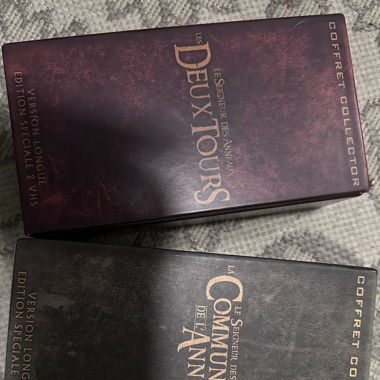 COFFRET COLLECTOR
LE SEIGNEUR DES ANNEAUX
LES
DEUX TOURS
VERSION LONGUE
EDITION SPECIALE 2 VHS
COFFRET CO
LE SEIGNEUR DES
LA
COMMUN
DE L'ANN
VERSION LONG
EDITION SPECIALE